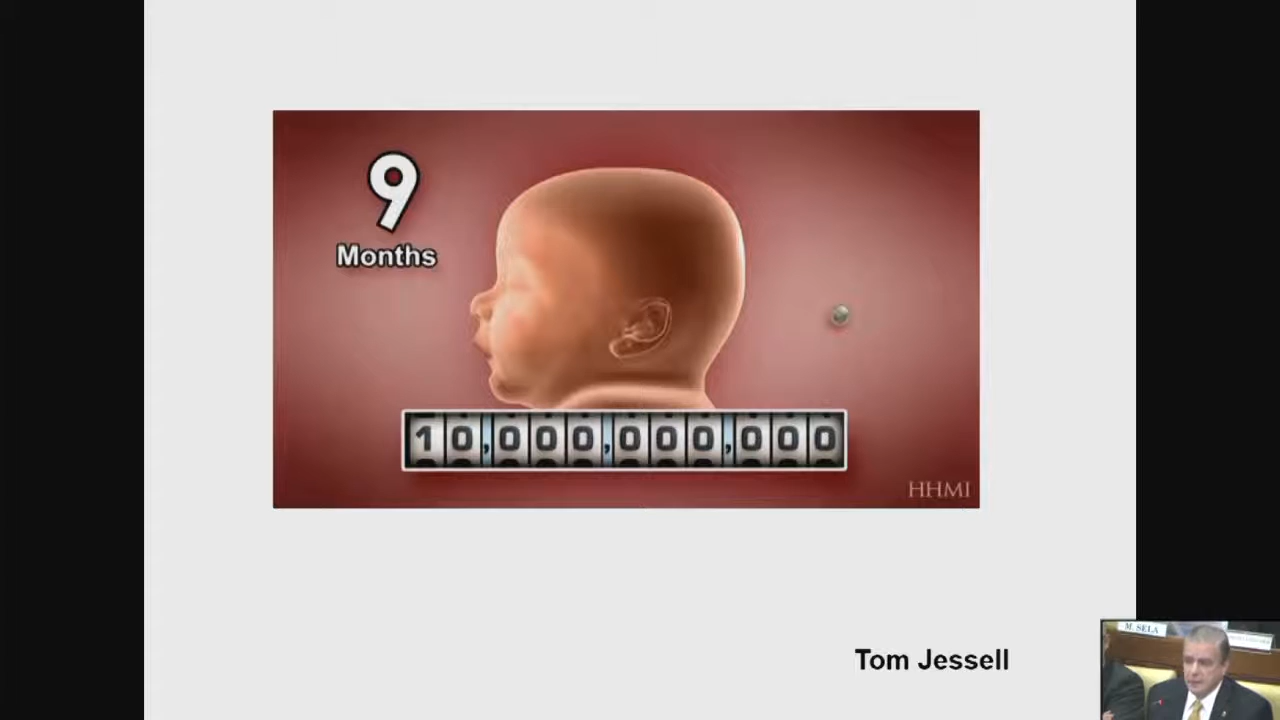 9
Months
10,000,000,000
HHMI
Tom Jessell
M. SELA